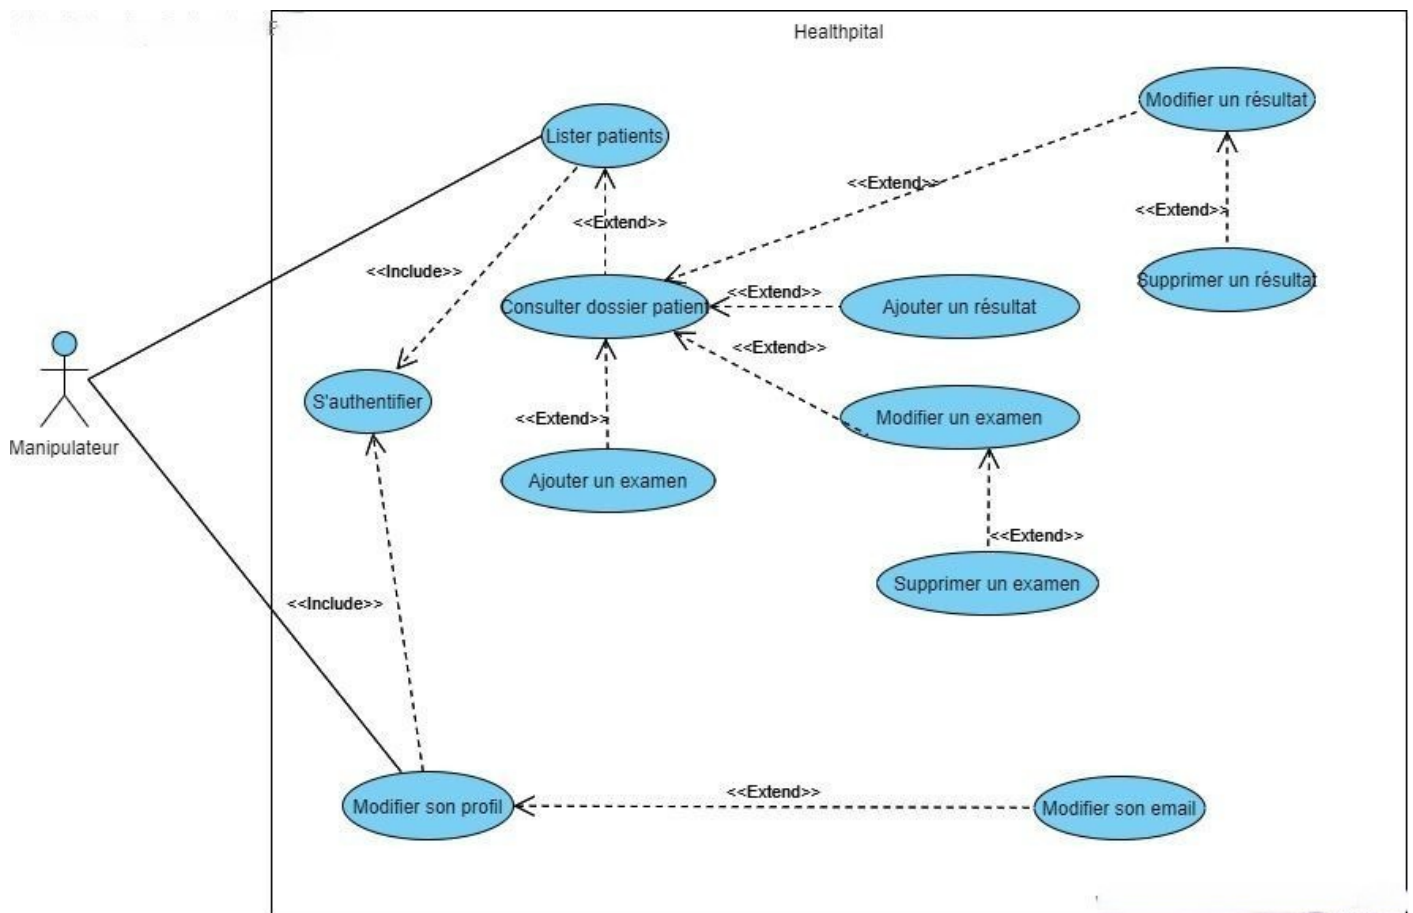 Healthpital
Modifier un résultat
Lister patients
<<Extend>>
<<Extend>>
<<Extend>>
<<Include>>
Supprimer un résultat
Consulter dossier patient
<<Extend>>
Ajouter un résultat
<<Extend>>
S'authentifier
Modifier un examen
<<Extend>>
Manipulateur
Ajouter un examen
<<Extend>>
Supprimer un examen
<<Include>>
<<Extend>>
Modifier son profil
Modifier son email